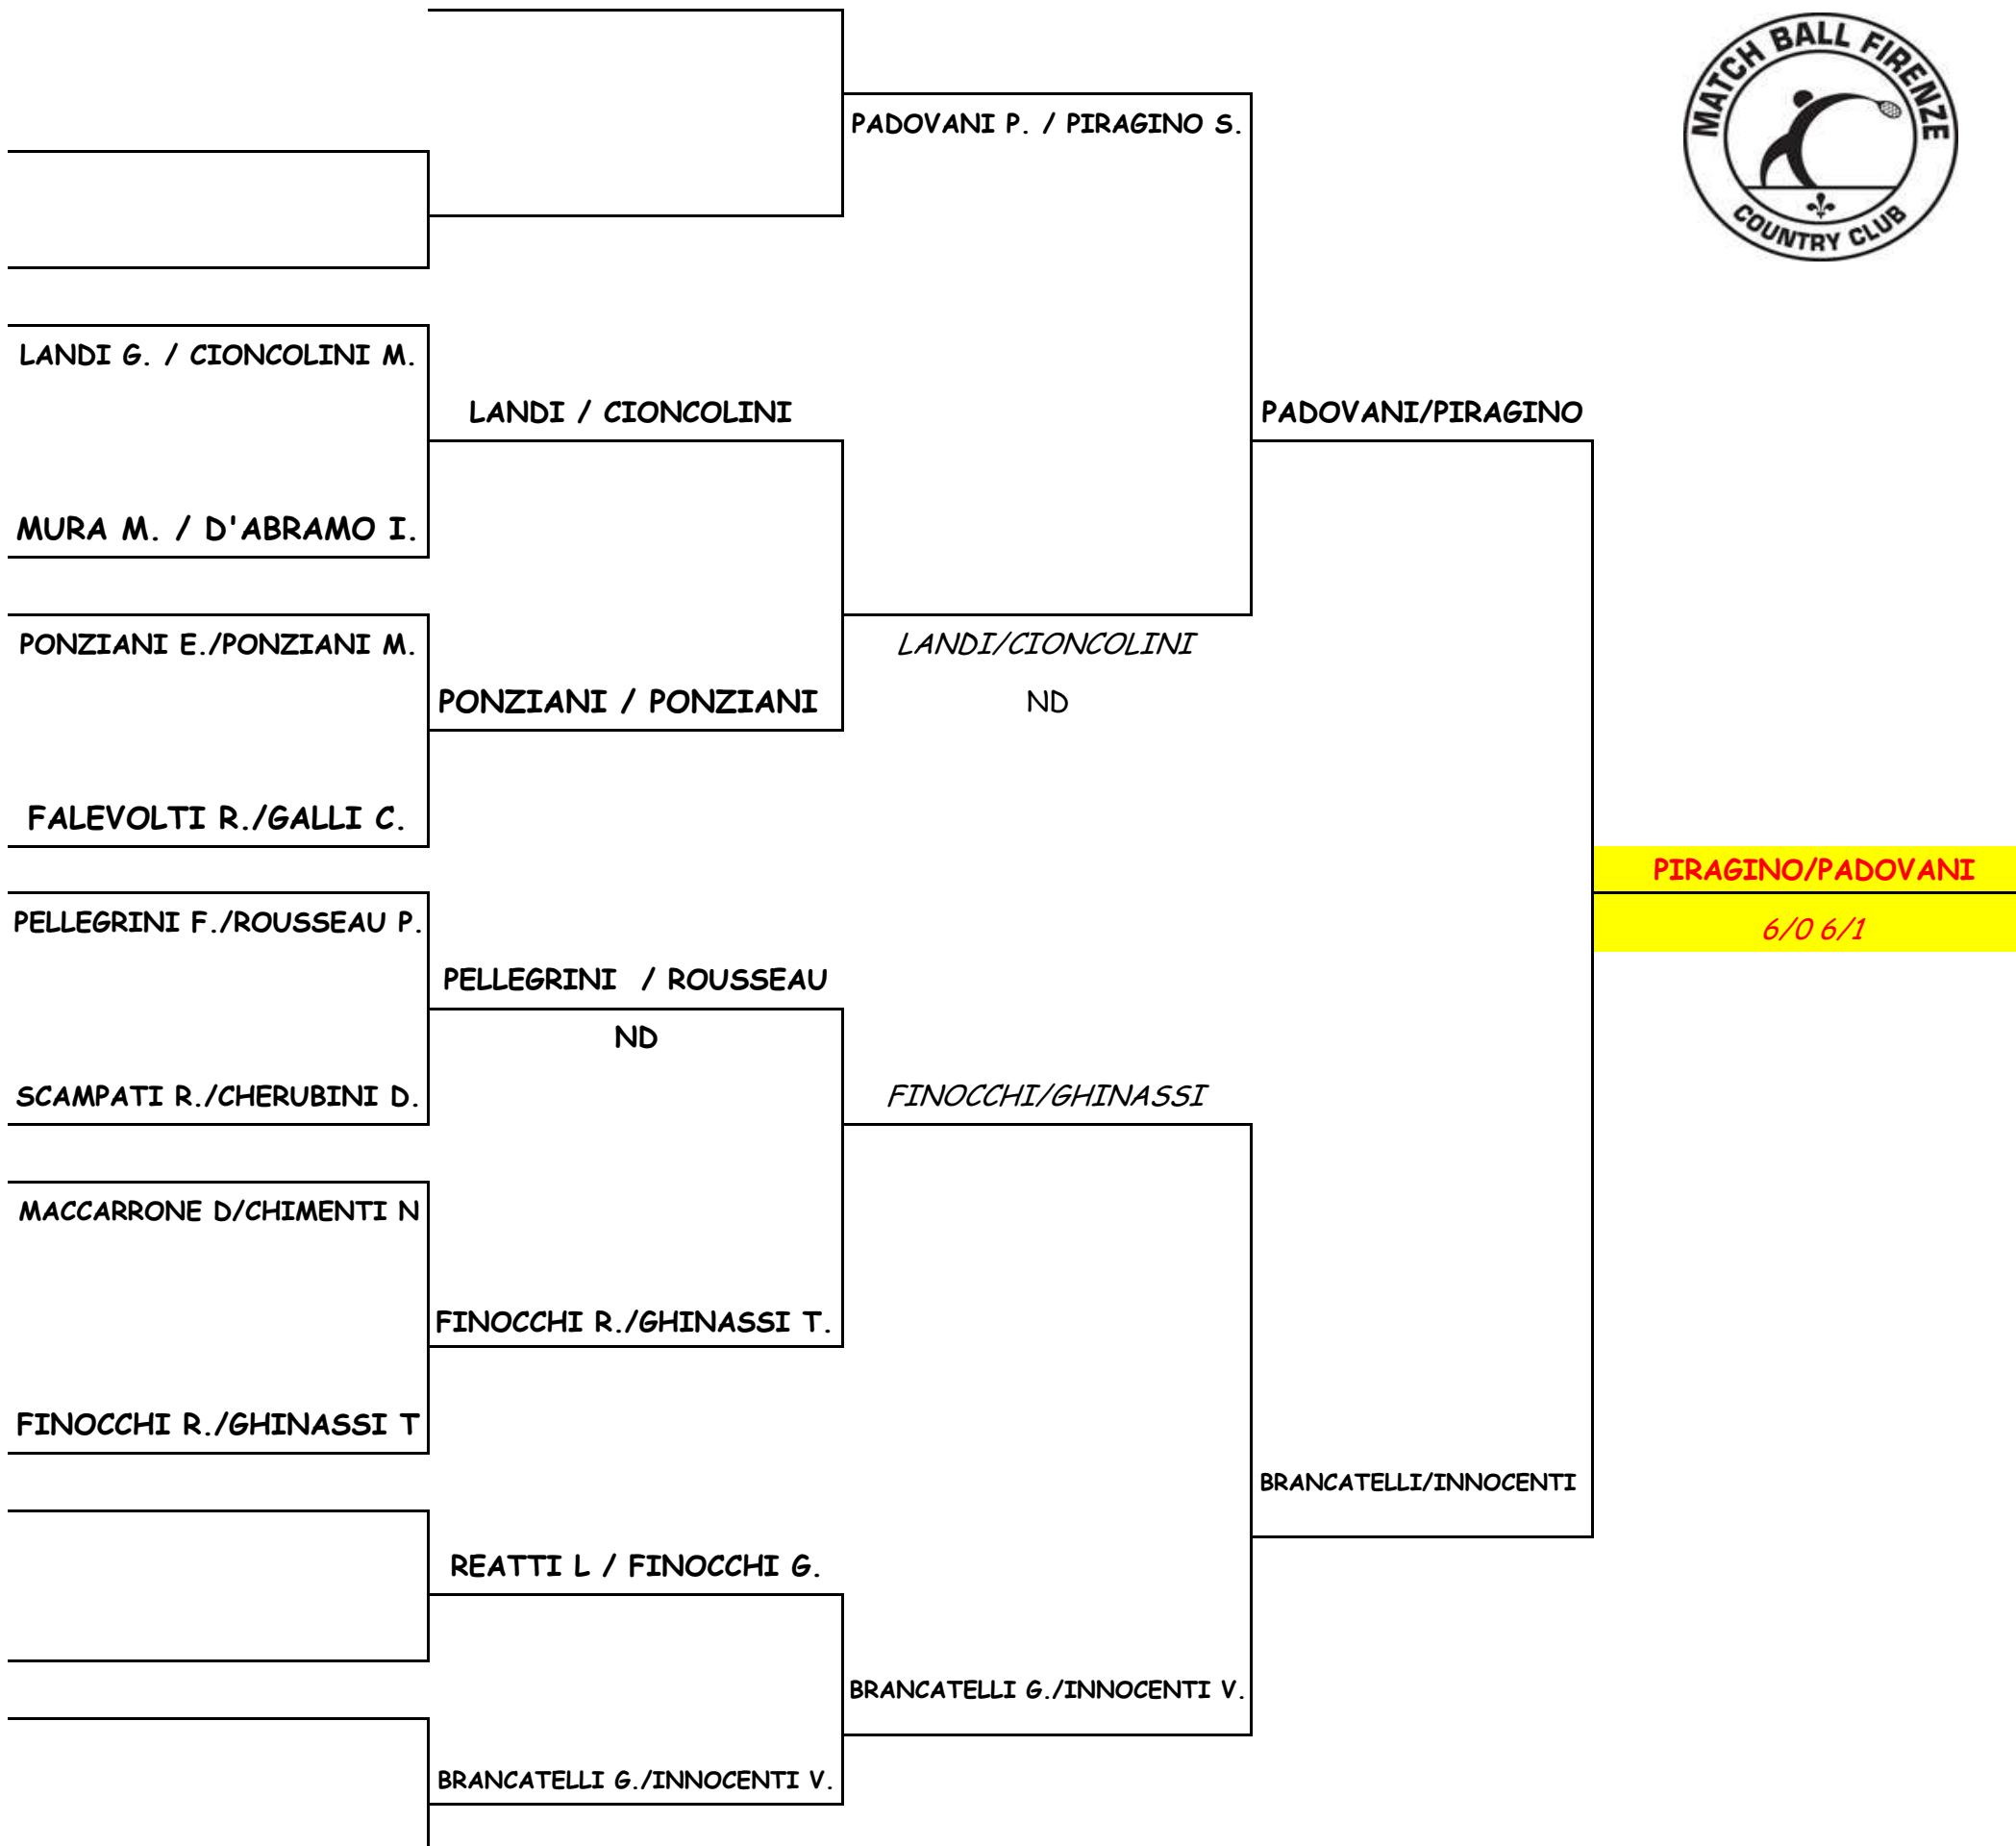 MATCH BALL FIRENZE
COUNTRY CLUB
PADOVANI P. / PIRAGINO S.
LANDI G. / CIONCOLINI M.
LANDI / CIONCOLINI
PADOVANI/PIRAGINO
MURA M. / D'ABRAMO I.
PONZIANI E./PONZIANI M.
LANDI/CIONCOLINI
PONZIANI / PONZIANI
ND
FALEVOLTI R./GALLI C.
PIRAGINO/PADOVANI
PELLEGRINI F./ROUSSEAU P.
6/0 6/1
PELLEGRINI / ROUSSEAU
ND
SCAMPATI R./CHERUBINI D.
FINOCCHI/GHINASSI
MACCARRONE D/CHIMENTI N
FINOCCHI R./GHINASSI T.
FINOCCHI R./GHINASSI T
BRANCATELLI/INNOCENTI
REATTI L / FINOCCHI G.
BRANCATELLI G./INNOCENTI V.
BRANCATELLI G./INNOCENTI V.